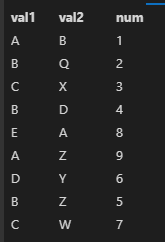 val1 val2 num
A B 1
B Q 2
C X 3
B D 4
E A 8
A Z 9
D Y 6
B Z 5
C W 7